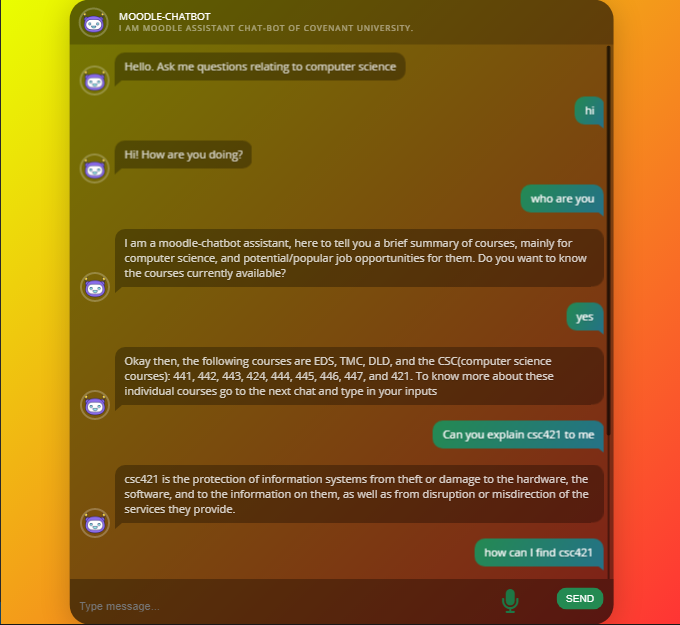 MOODLE-CHATBOT
I AM MOODLE ASSISTANT CHAT-BOT OF COVENANT UNIVERSITY.
Hello. Ask me questions relating to computer science
hi
Hi! How are you doing?
who are you
I am a moodle-chatbot assistant, here to tell you a brief summary of courses, mainly for
computer science, and potential/popular job opportunities for them. Do you want to know
the courses currently available?
yes
Okay then, the following courses are EDS, TMC, DLD, and the CSC(computer science
courses): 441, 442, 443, 424, 444, 445, 446, 447, and 421. To know more about these
individual courses go to the next chat and type in your inputs
Can you explain csc421 to me
csc421 is the protection of information systems from theft or damage to the hardware, the
software, and to the information on them, as well as from disruption or misdirection of the
services they provide.
how can I find csc421
Type message...
SEND